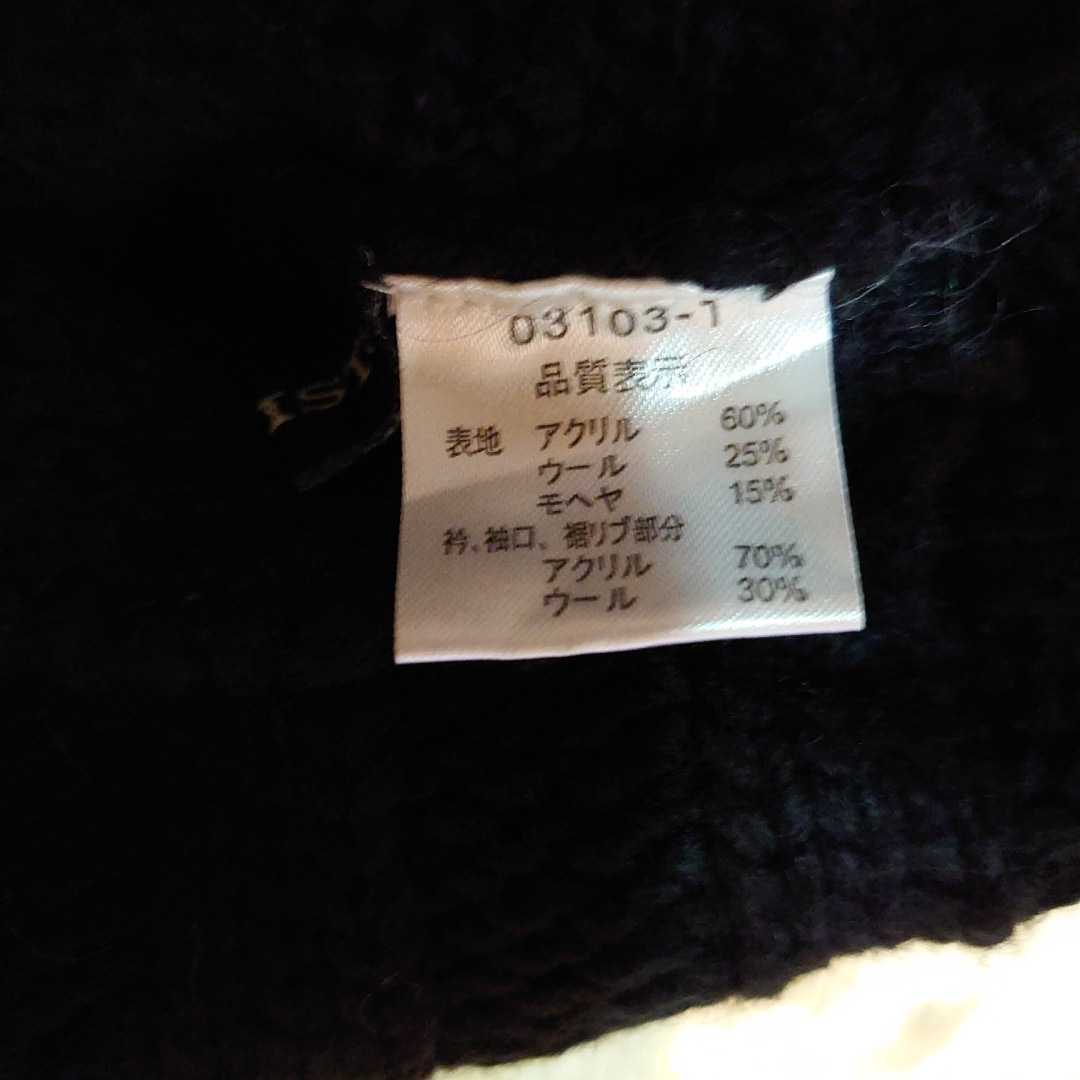 03103-1
品質表示
表地 アクリル 60%
ウール 25%
モヘヤ 15%
衿、袖口、裾リブ部分
アクリル 70%
ウール 30%